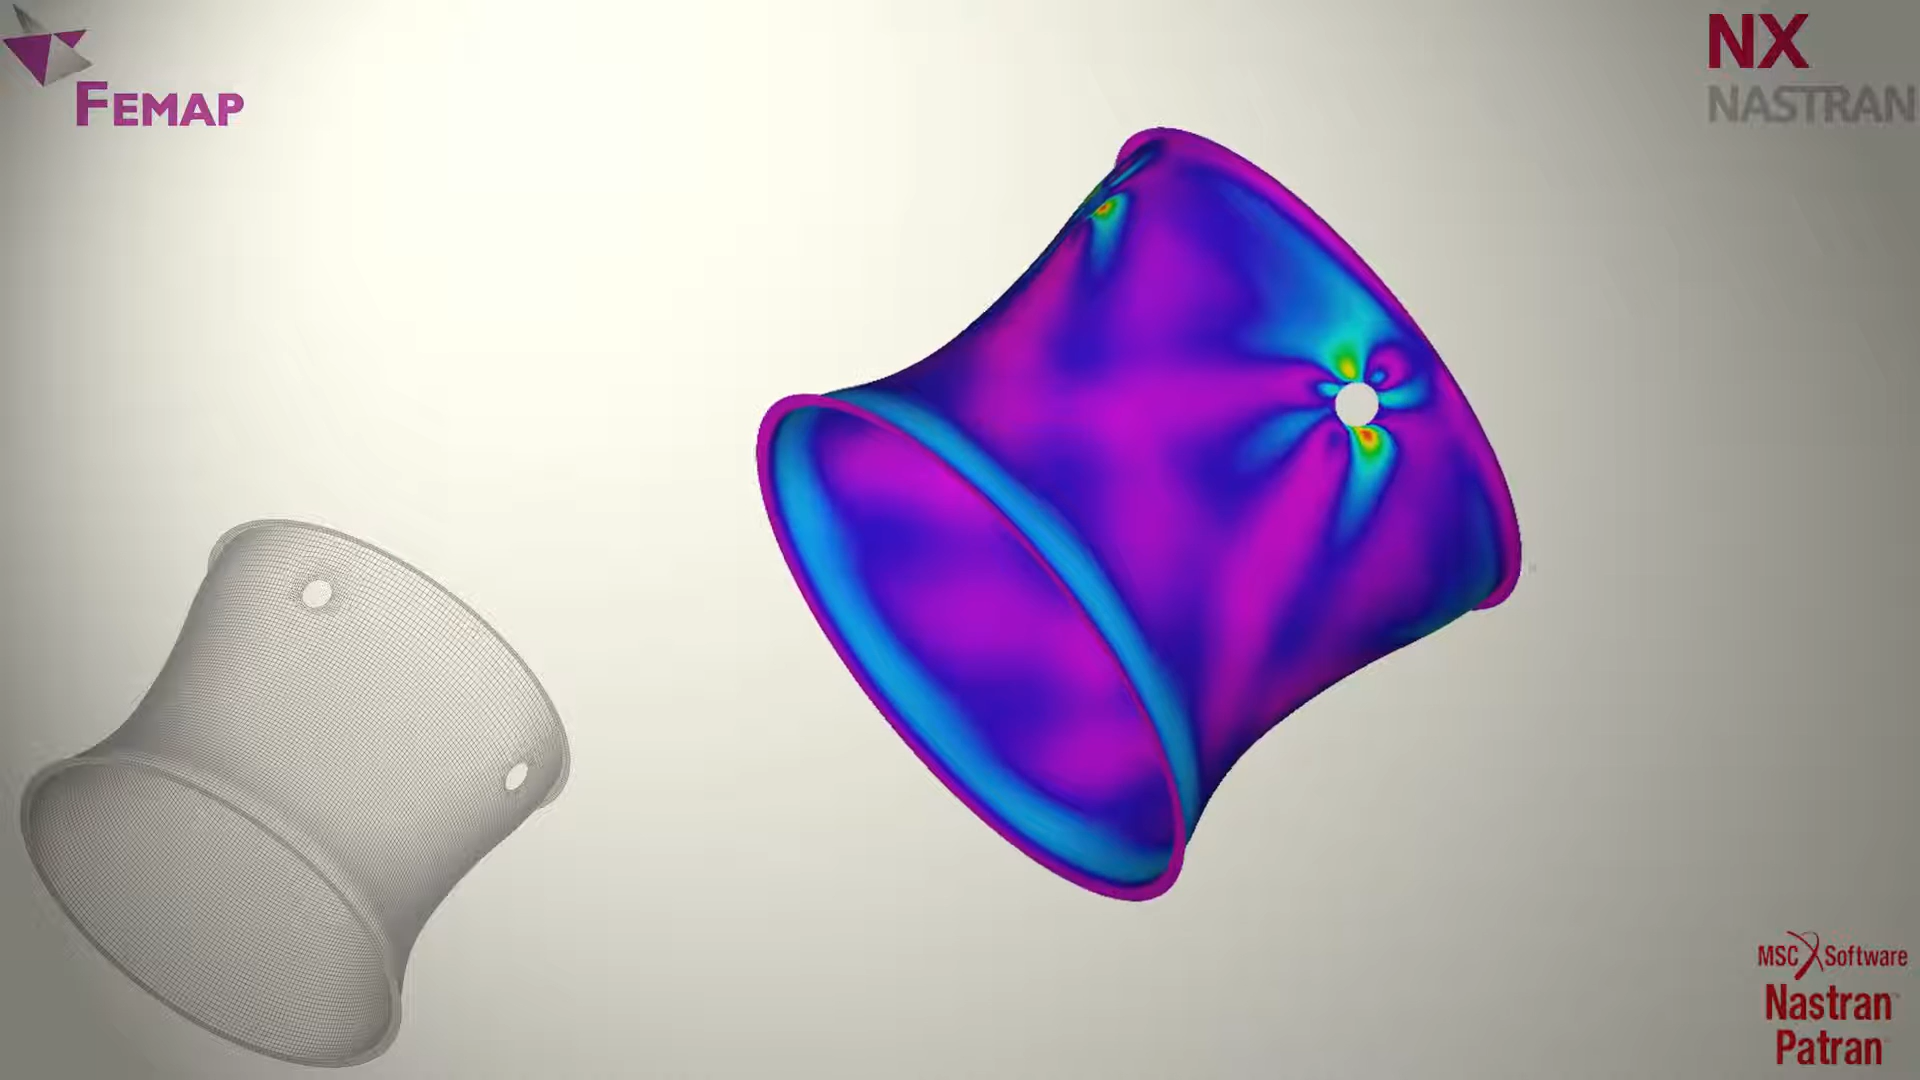 FEMAP
NX
NASTRAN
MSC Software
Nastran
Patran